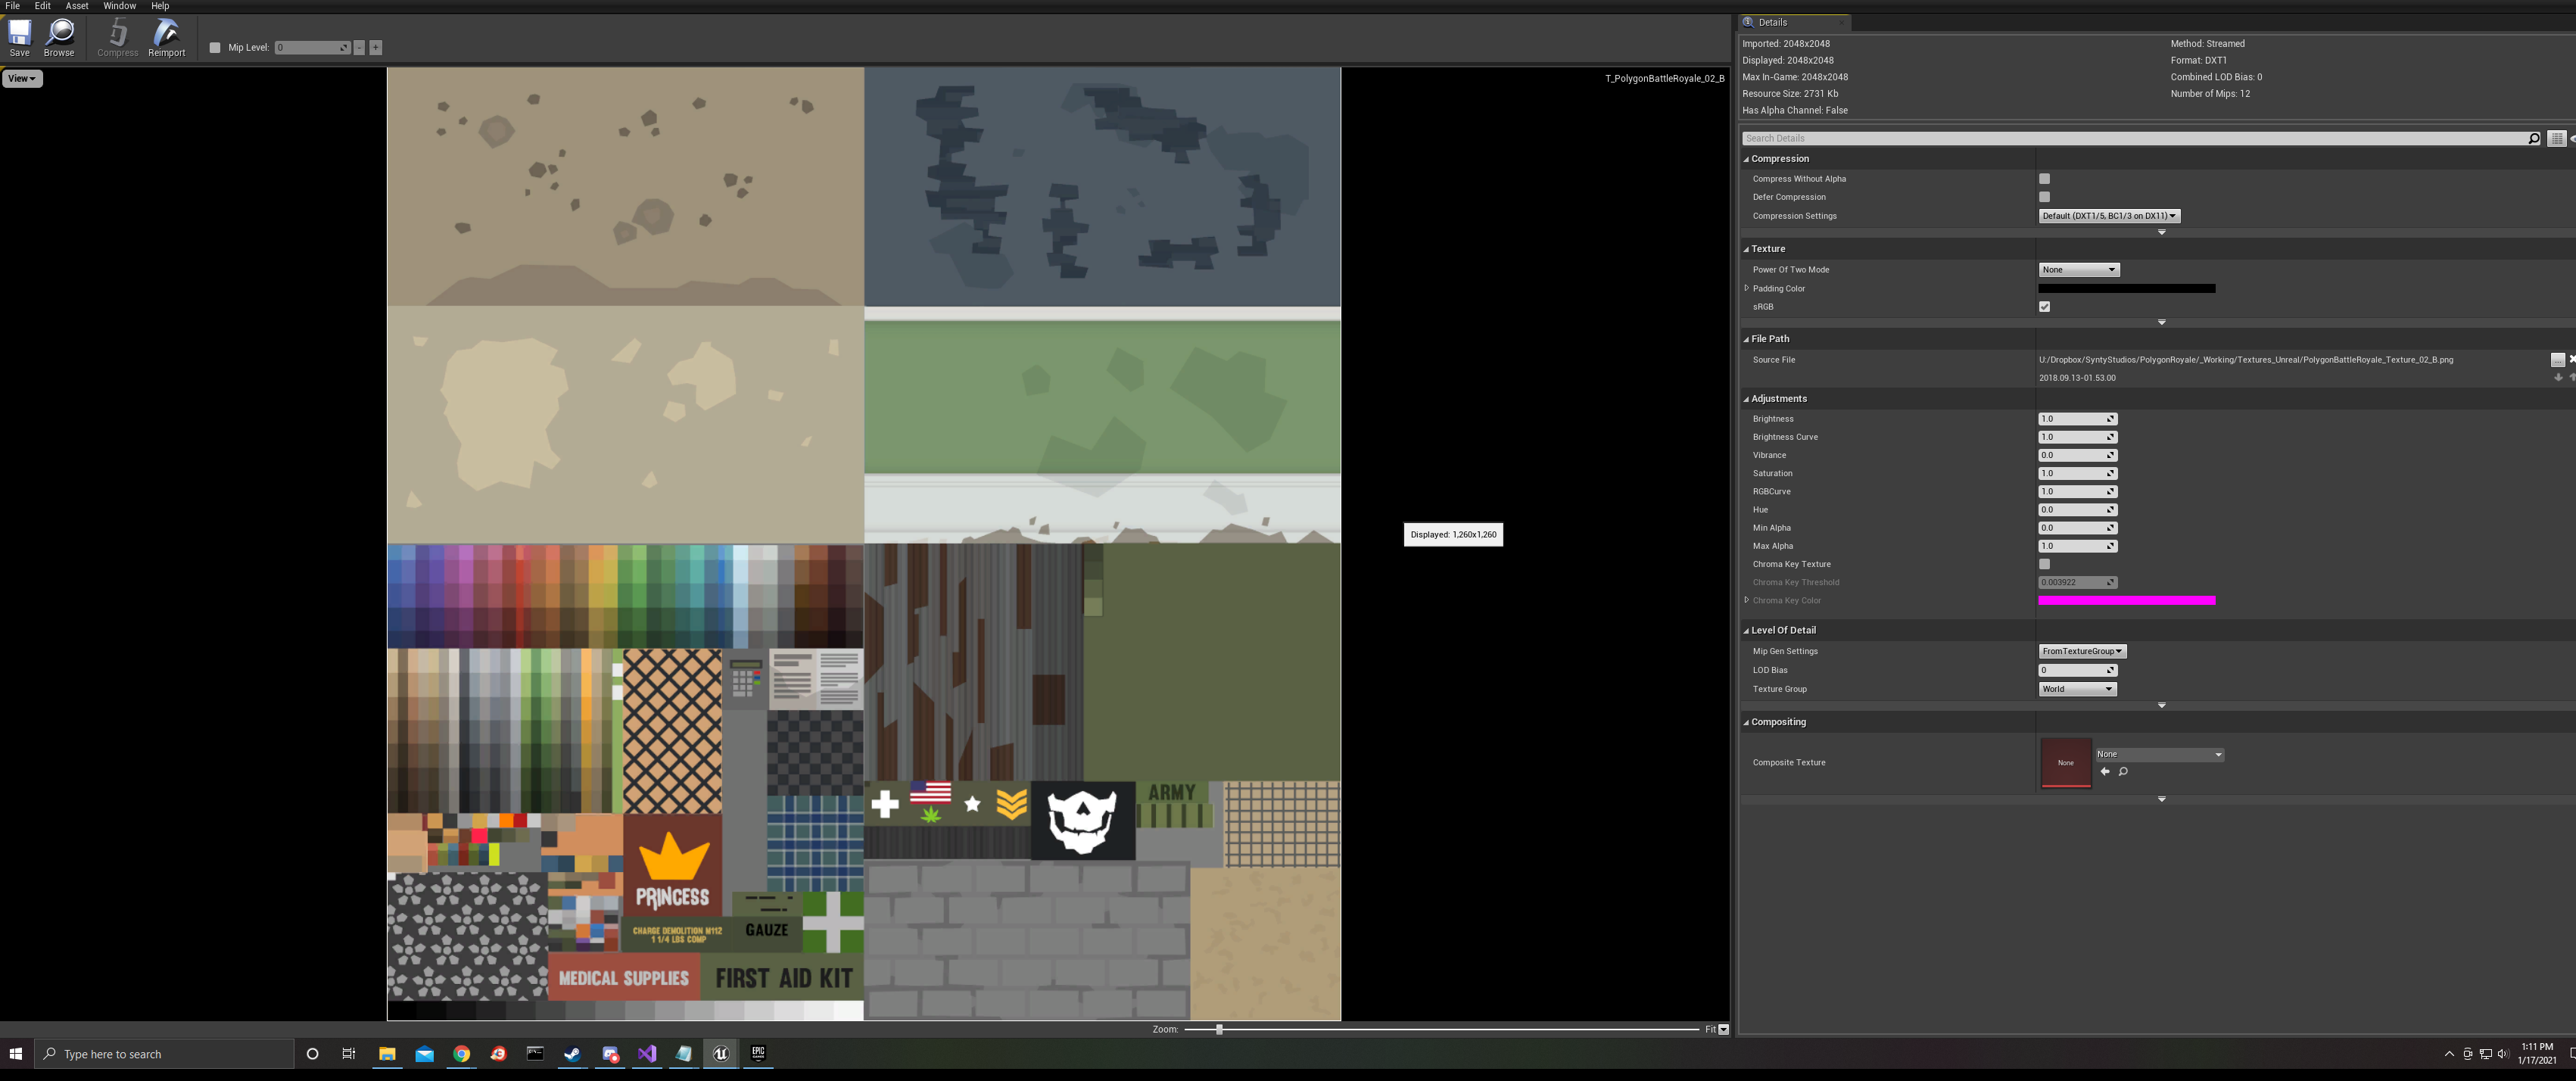 File Edit Asset Window Help
Save Browse Compress Reimport Mip Level: 0 - +
View
T_PolygonBattleRoyale_02_B
Displayed: 1,260x1,260
ARMY
PRINCESS
CHARGE DEMOLITION M112
1 1/4 LBS COMP
GAUZE
MEDICAL SUPPLIES
FIRST AID KIT
Zoom: Fit
Details
Imported: 2048x2048 Method: Streamed
Displayed: 2048x2048 Format: DXT1
Max In-Game: 2048x2048 Combined LOD Bias: 0
Resource Size: 2731 Kb Number of Mips: 12
Has Alpha Channel: False
Search Details
Compression
Compress Without Alpha
Defer Compression
Compression Settings Default (DXT1/5, BC1/3 on DX11)
Texture
Power Of Two Mode None
Padding Color
sRGB
File Path
Source File U:/Dropbox/SyntyStudios/PolygonRoyale/_Working/Textures_Unreal/PolygonBattleRoyale_Texture_02_B.png ...
2018.09.13-01.53.00
Adjustments
Brightness 1.0
Brightness Curve 1.0
Vibrance 0.0
Saturation 1.0
RGBCurve 1.0
Hue 0.0
Min Alpha 0.0
Max Alpha 1.0
Chroma Key Texture
Chroma Key Threshold 0.003922
Chroma Key Color
Level Of Detail
Mip Gen Settings FromTextureGroup
LOD Bias 0
Texture Group World
Compositing
Composite Texture None None
Type here to search
EPIC
1:11 PM
1/17/2021